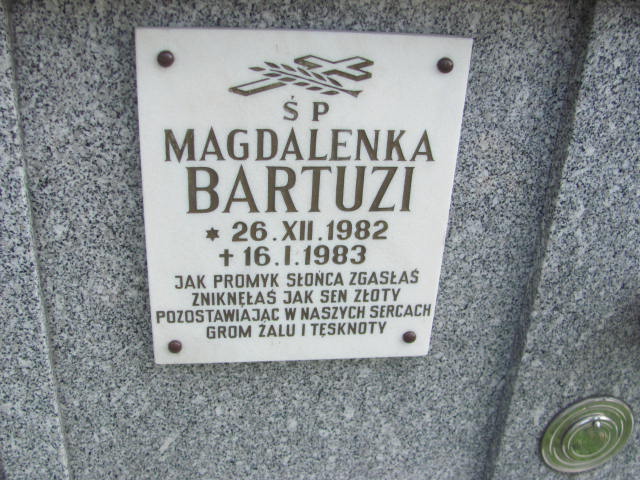 Ś P
MAGDALENKA
BARTUZI
* 26.XII.1982
✝ 16.I.1983
JAK PROMYK SŁOŃCA ZGASŁAŚ
ZNIKNĘŁAŚ JAK SEN ZŁOTY
POZOSTAWIAJĄC W NASZYCH SERCACH
GROM ŻALU I TĘSKNOTY